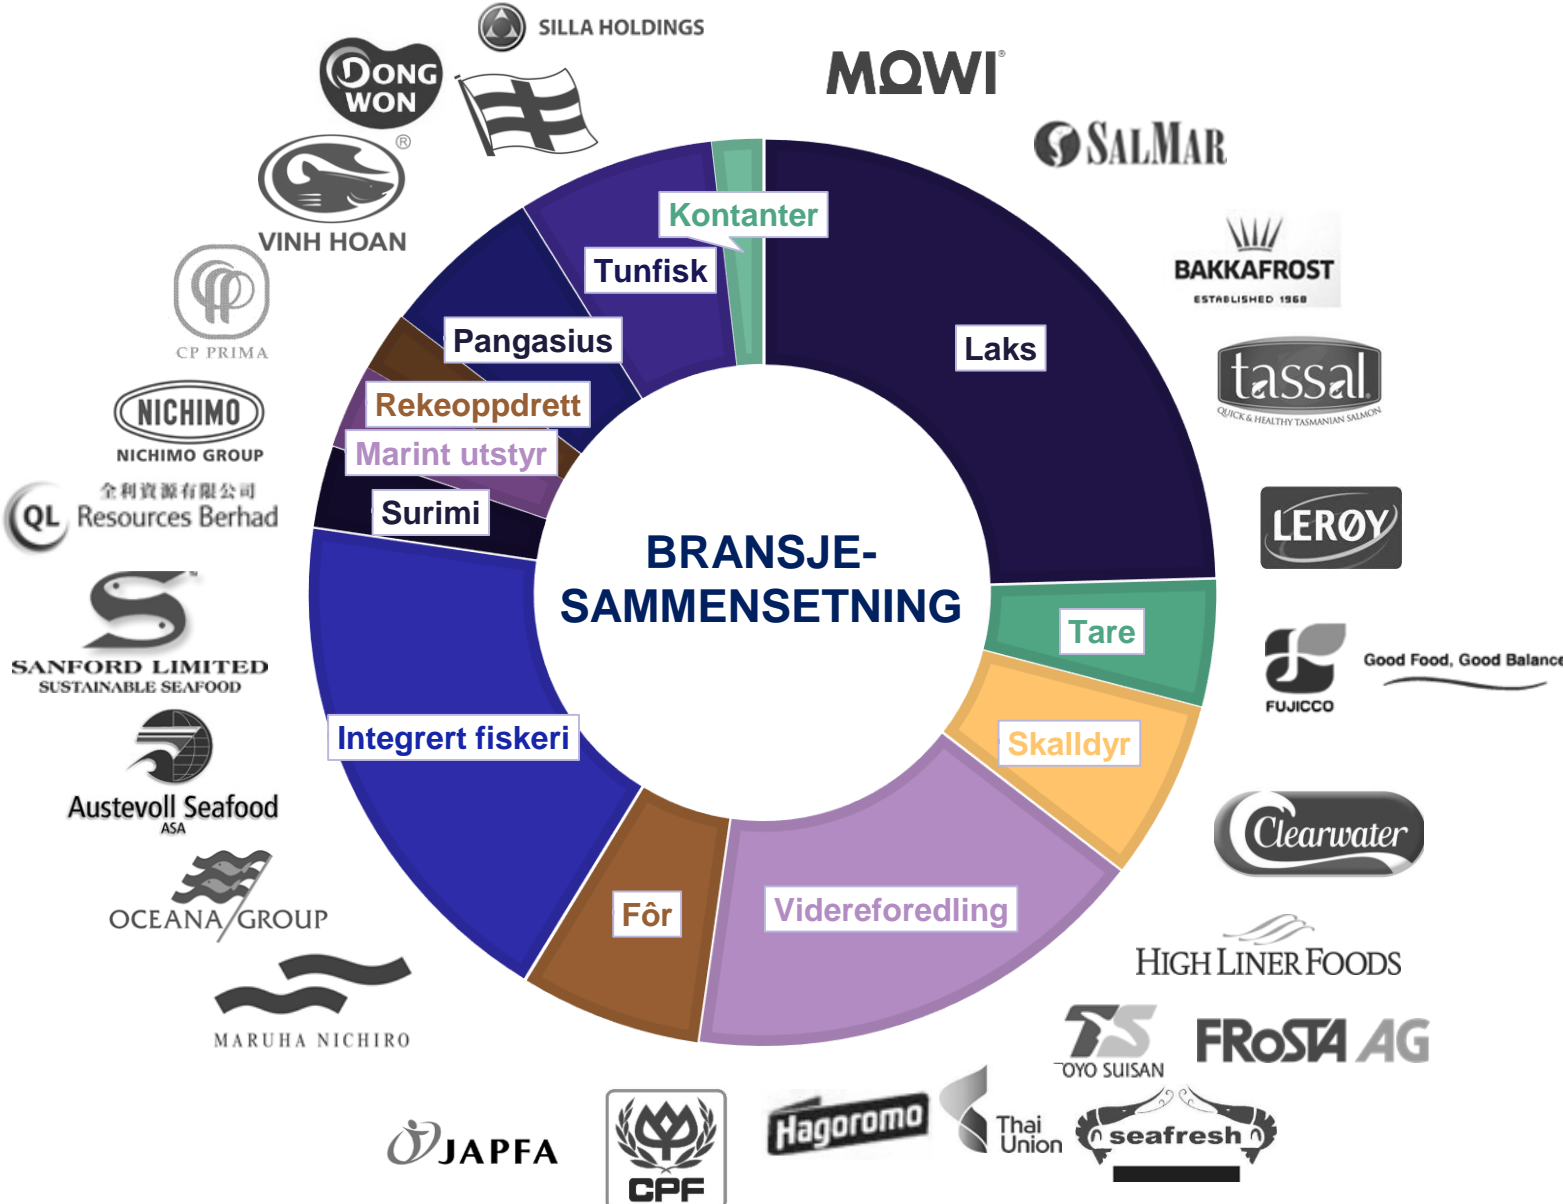 SILLA HOLDINGS
DONG
WON
MOWI®
SALMAR
®
VINH HOAN
BAKKAFROST
ESTABLISHED 1968
Kontanter
Tunfisk
CP PRIMA
Pangasius
Laks
tassal
QUICK & HEALTHY TASMANIAN SALMON
NICHIMO
NICHIMO GROUP
Rekeoppdrett
Marint utstyr
全利資源有限公司
QL Resources Berhad
Surimi
LERØY
BRANSJE-
SAMMENSETNING
™
SANFORD LIMITED
SUSTAINABLE SEAFOOD
Tare
FUJICCO
Good Food, Good Balance
Integrert fiskeri
Skalldyr
Austevoll Seafood
ASA
Clearwater
OCEANA GROUP
Fôr
Videreforedling
HIGH LINER FOODS
MARUHA NICHIRO
TS
TOYO SUISAN
FRoSTA AG
JAPFA
CPF
Hagoromo
Thai
Union
seafresh